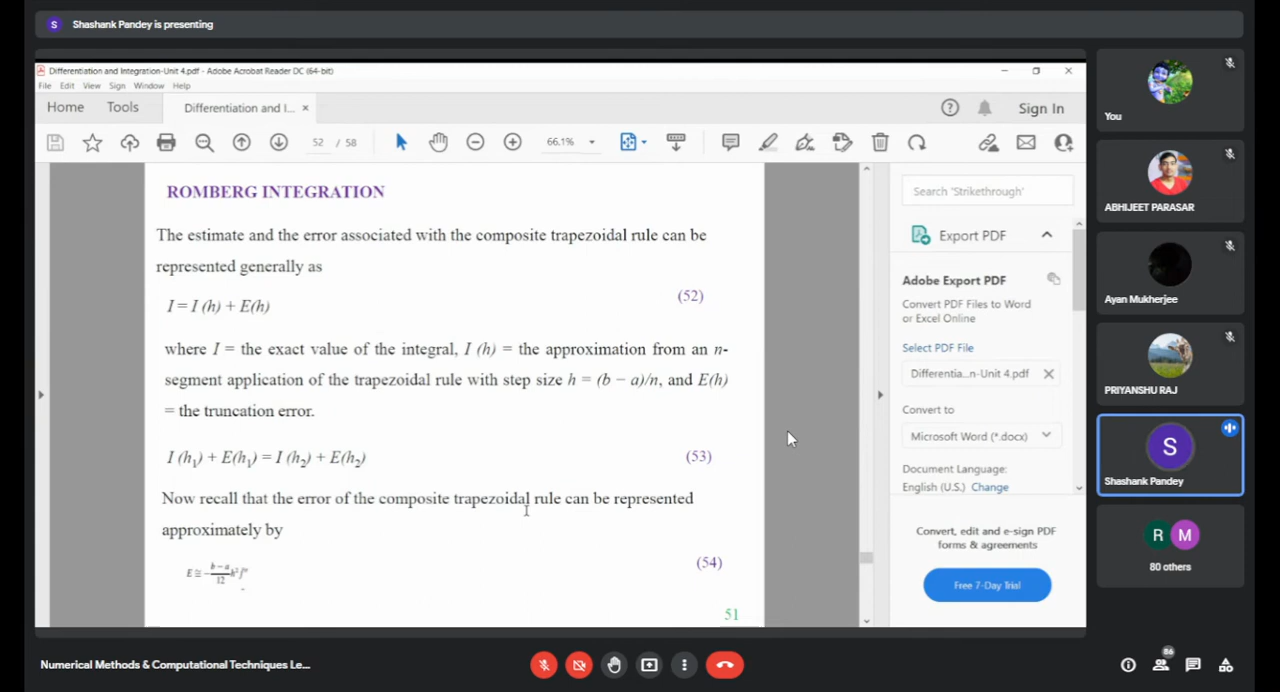 S Shashank Pandey is presenting
Differentiation and Integration-Unit 4.pdf - Adobe Acrobat Reader DC (64-bit)
File Edit View Sign Window Help
Home Tools Differentiation and I... × Sign In
52 / 58 66.1%
ROMBERG INTEGRATION
The estimate and the error associated with the composite trapezoidal rule can be
represented generally as
I = I (h) + E(h) (52)
where I = the exact value of the integral, I (h) = the approximation from an n-
segment application of the trapezoidal rule with step size h = (b − a)/n, and E(h)
= the truncation error.
I (h₁) + E(h₁) = I (h₂) + E(h₂) (53)
Now recall that the error of the composite trapezoidal rule can be represented
approximately by
(54)
51
Search 'Strikethrough'
Export PDF
Adobe Export PDF
Convert PDF Files to Word
or Excel Online
Select PDF File
Differentia...n-Unit 4.pdf
Convert to
Microsoft Word (*.docx)
Document Language:
English (U.S.) Change
Convert, edit and e-sign PDF
forms & agreements
Free 7-Day Trial
You
ABHIJEET PARASAR
Ayan Mukherjee
PRIYANSHU RAJ
S
Shashank Pandey
R M
80 others
Numerical Methods & Computational Techniques Le...
86